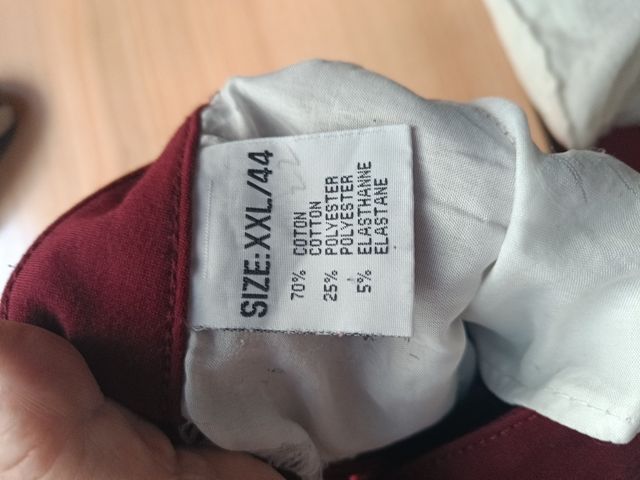 SIZE:XXL/44
70% COTON
COTTON
25% POLYESTER
POLYESTER
5% ELASTHANNE
ELASTANE